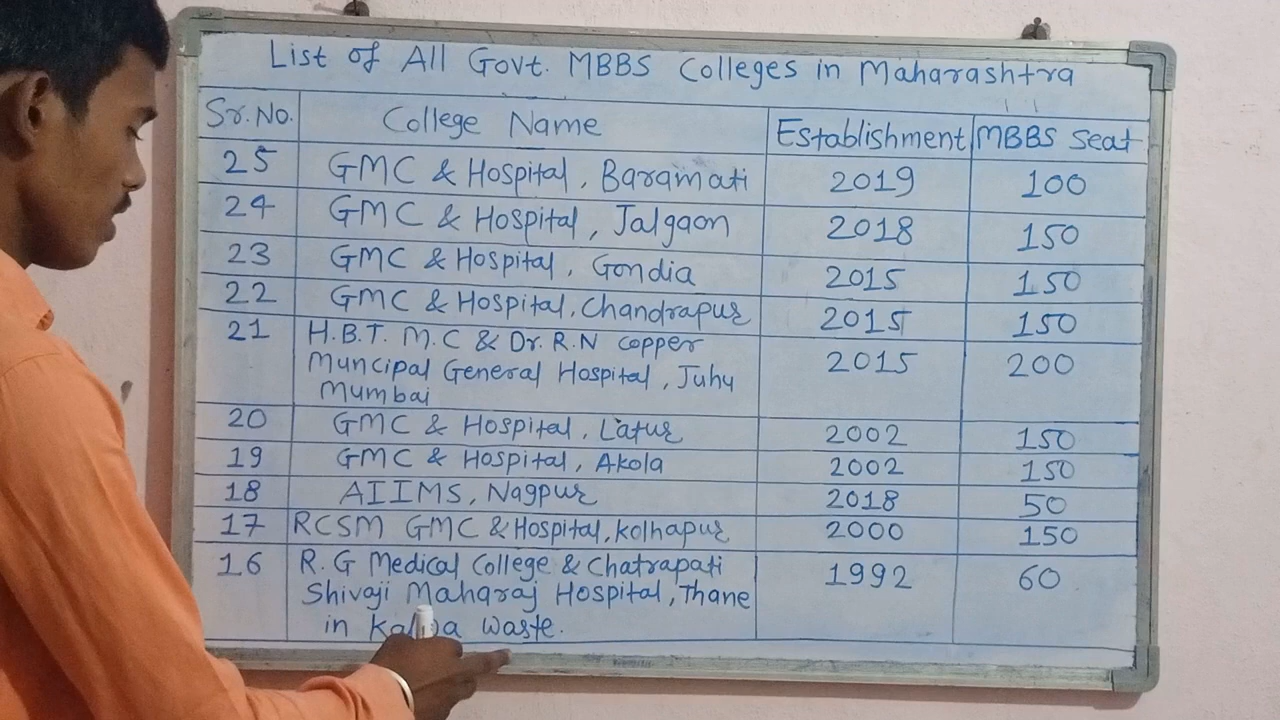 List of All Govt. MBBS Colleges in Maharashtra
Sr.No. College Name Establishment MBBS Seat
25 GMC & Hospital, Baramati 2019 100
24 GMC & Hospital, Jalgaon 2018 150
23 GMC & Hospital, Gondia 2015 150
22 GMC & Hospital, Chandrapur 2015 150
21 H.B.T. M.C & Dr. R.N copper 2015 200
Muncipal General Hospital, Juhu
Mumbai
20 GMC & Hospital, Latur 2002 150
19 GMC & Hospital, Akola 2002 150
18 AIIMS, Nagpur 2018 50
17 RCSM GMC & Hospital, Kolhapur 2000 150
16 R.G Medical College & Chatrapati 1992 60
Shivaji Maharaj Hospital, Thane
in waste.